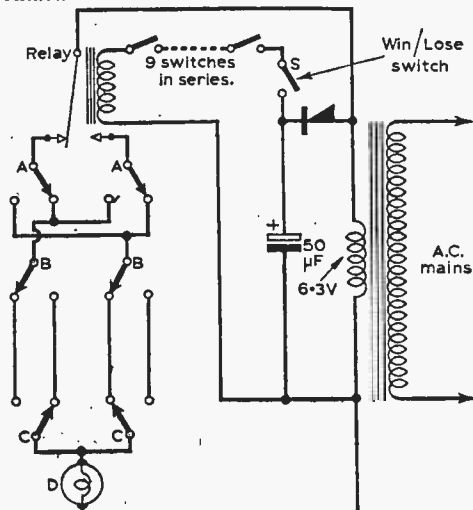 Relay
9 switches
in series.
S
Win/Lose
switch
A
A
B
B
+
50
µF
6·3V
A.C.
mains
C
C
D